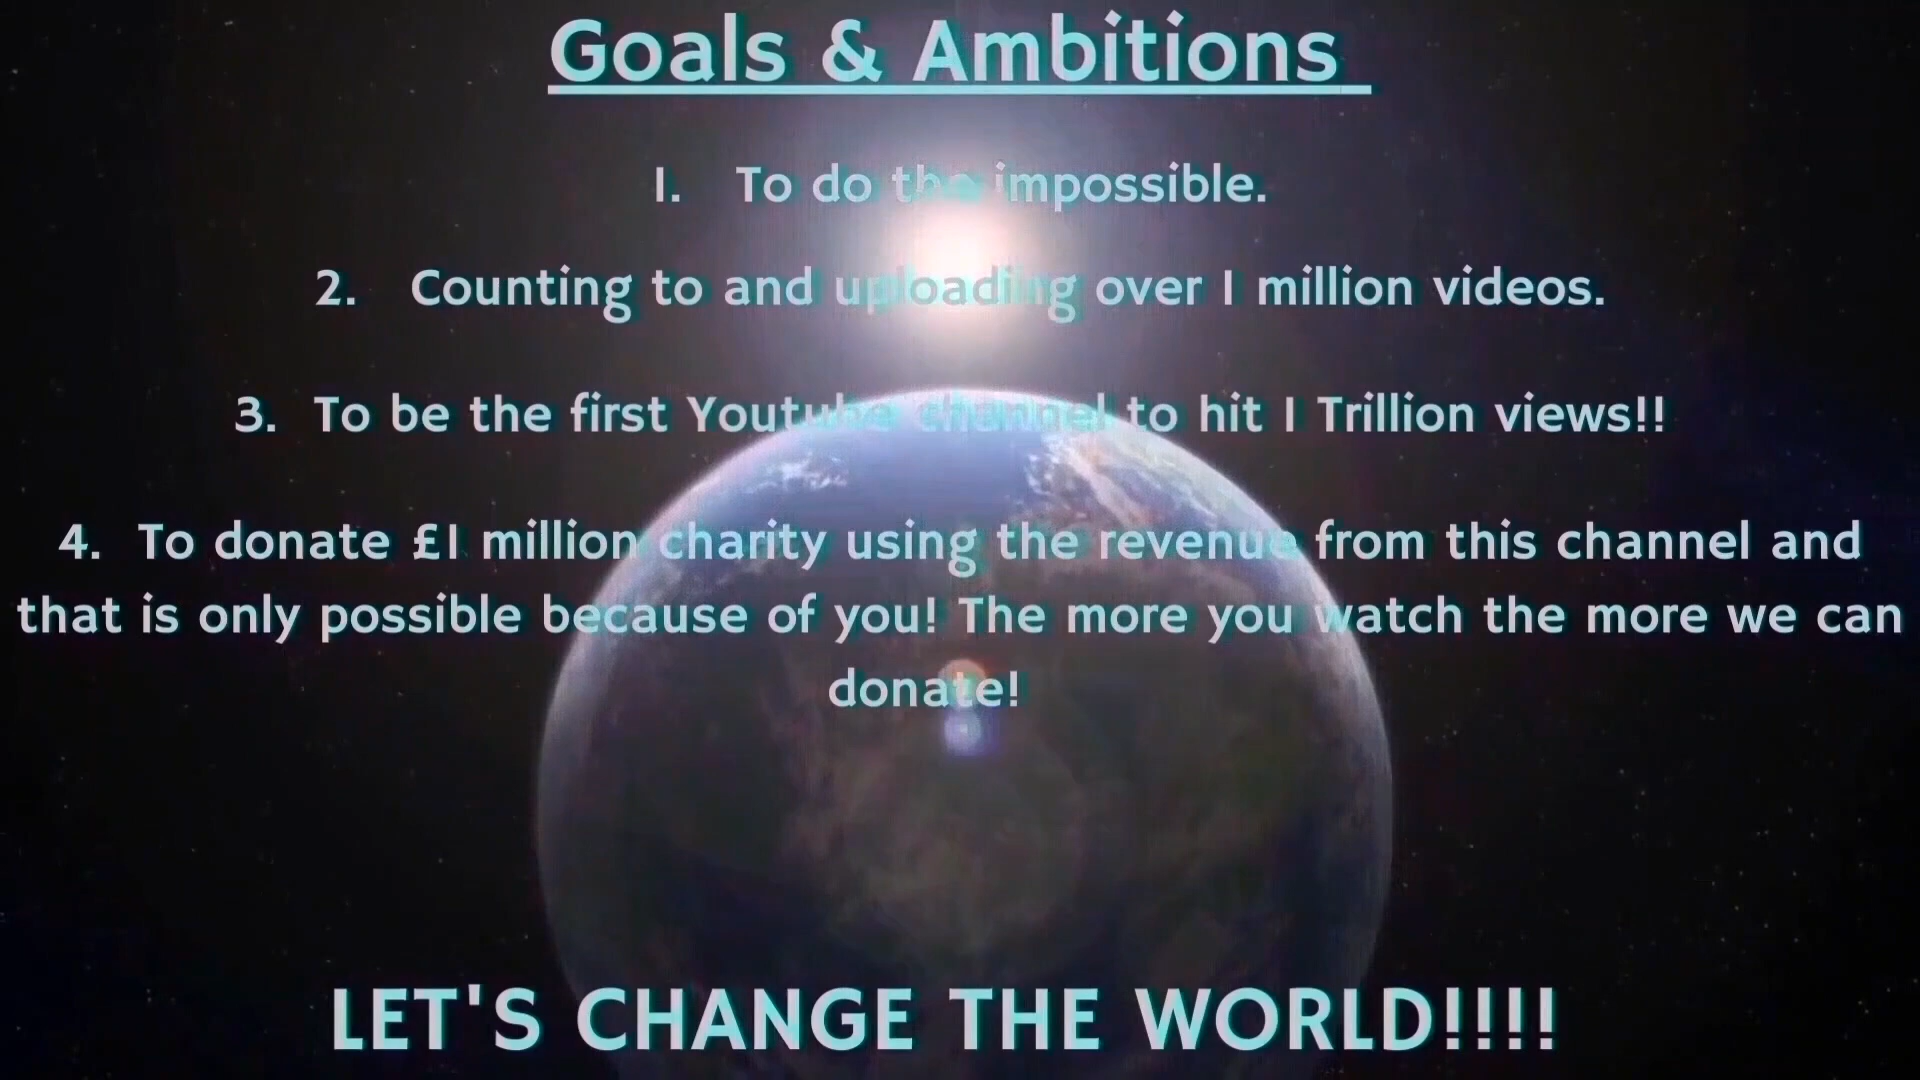 Goals & Ambitions
1. To do the impossible.
2. Counting to and uploading over 1 million videos.
3. To be the first Youtube channel to hit 1 Trillion views!!
4. To donate £1 million charity using the revenue from this channel and
that is only possible because of you! The more you watch the more we can
donate!
LET'S CHANGE THE WORLD!!!!